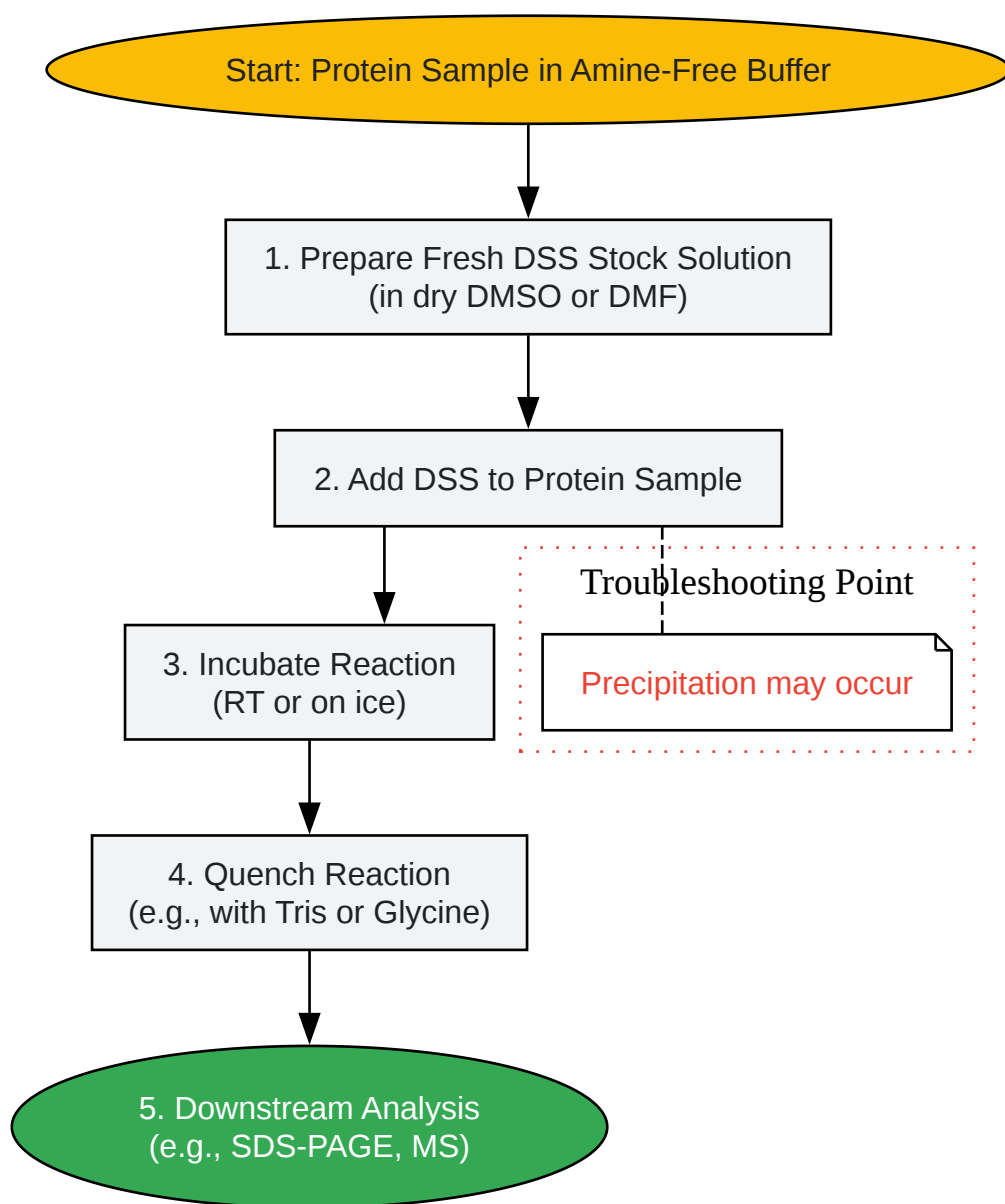 Start: Protein Sample in Amine-Free Buffer
1. Prepare Fresh DSS Stock Solution
(in dry DMSO or DMF)
2. Add DSS to Protein Sample
Troubleshooting Point
Precipitation may occur
3. Incubate Reaction
(RT or on ice)
4. Quench Reaction
(e.g., with Tris or Glycine)
5. Downstream Analysis
(e.g., SDS-PAGE, MS)